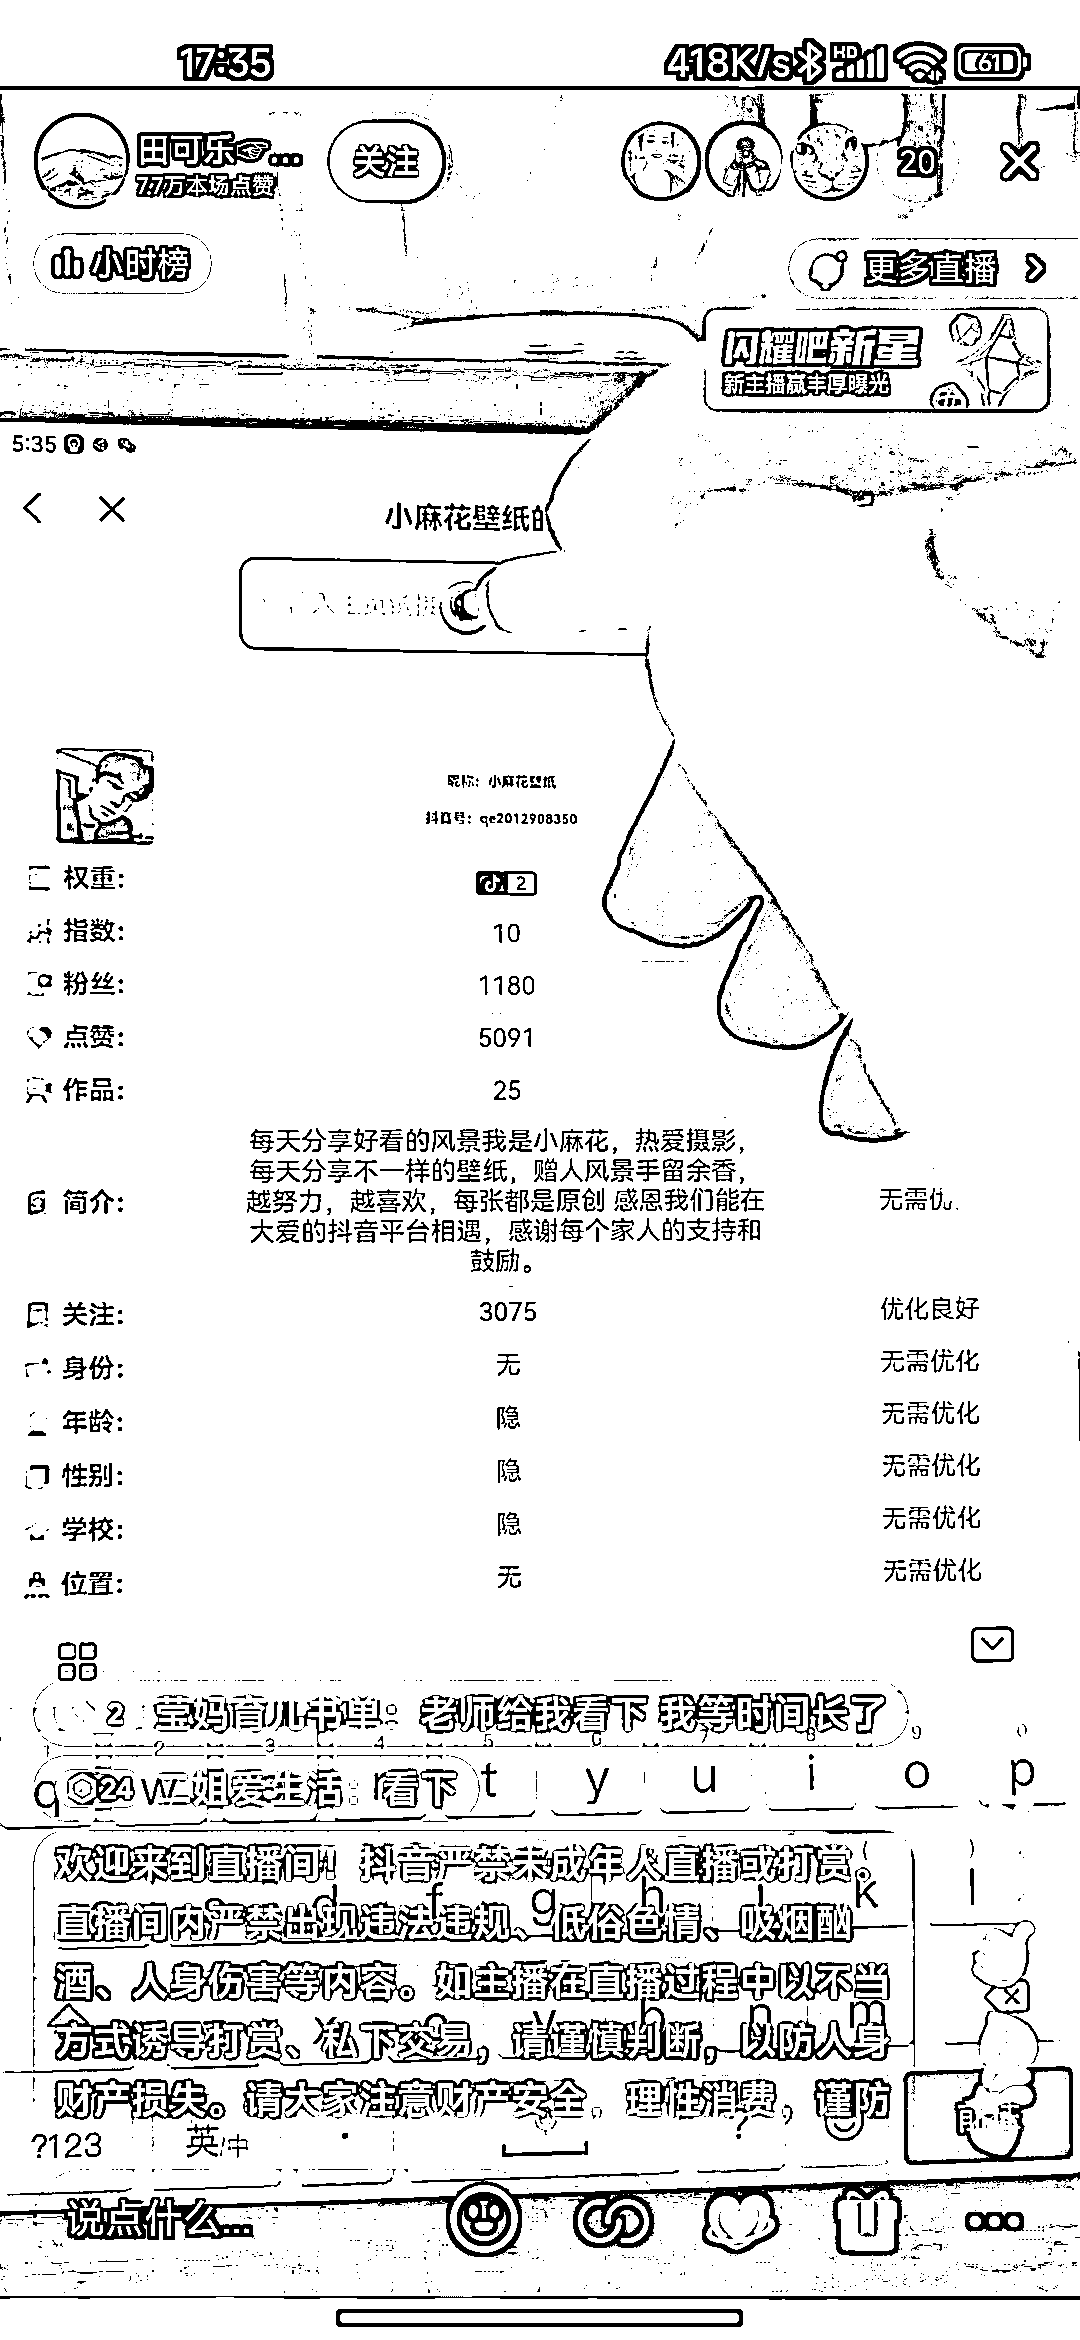 17:35
418K/s HD 61
田可乐
关注
20
7.7万本场点赞
小时榜
更多直播
闪耀吧新星
新主播赢丰厚曝光
5:35
小麻花壁纸的
昵称：小麻花壁纸
抖音号：qe2012908350
权重：
2
指数：
10
粉丝：
1180
点赞：
5091
作品：
25
简介：
每天分享好看的风景我是小麻花，热爱摄影，
每天分享不一样的壁纸，赠人风景手留余香，
越努力，越喜欢，每张都是原创 感恩我们能在
大爱的抖音平台相遇，感谢每个家人的支持和
鼓励。
无需优
关注：
3075
优化良好
身份：
无
无需优化
年龄：
隐
无需优化
性别：
隐
无需优化
学校：
隐
无需优化
位置：
无
无需优化
2 莹妈育儿书单：老师给我看下 我等时间长了
2 3 4 5 6 7 8 9 0
24 二姐爱生活：看下
q w t y u i o p
欢迎来到直播间！抖音严禁未成年人直播或打赏。
直播间内严禁出现违法违规、低俗色情、吸烟酗
酒、人身伤害等内容。如主播在直播过程中以不当
方式诱导打赏、私下交易，请谨慎判断，以防人身
财产损失。请大家注意财产安全，理性消费，谨防
d f g h j k l
v b n m
?123
英/中
说点什么...